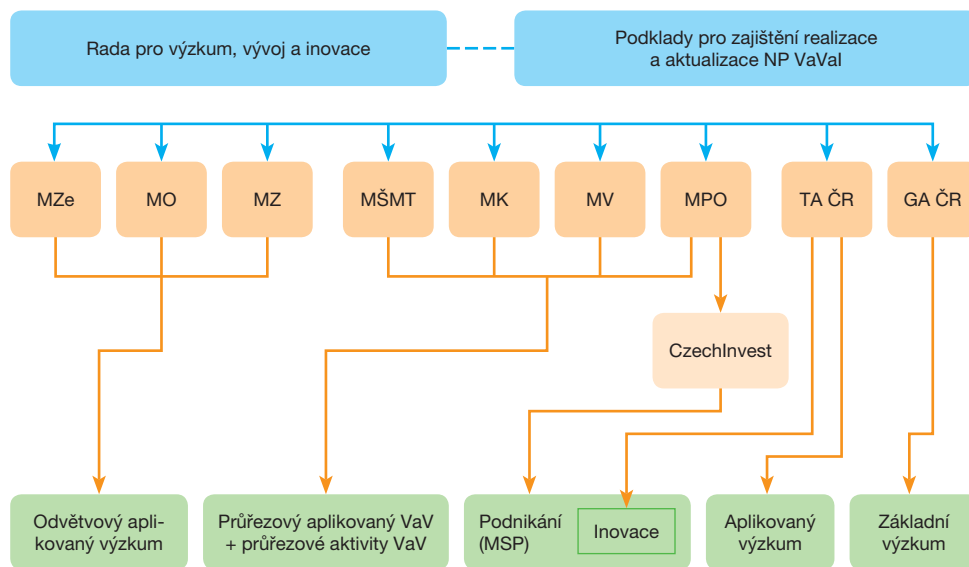 Rada pro výzkum, vývoj a inovace
Podklady pro zajištění realizace
a aktualizace NP VaVaI
MZe
MO
MZ
MŠMT
MK
MV
MPO
TA ČR
GA ČR
CzechInvest
Odvětvový apli-
kovaný výzkum
Průřezový aplikovaný VaV
+ průřezové aktivity VaV
Podnikání
(MSP)
Inovace
Aplikovaný
výzkum
Základní
výzkum